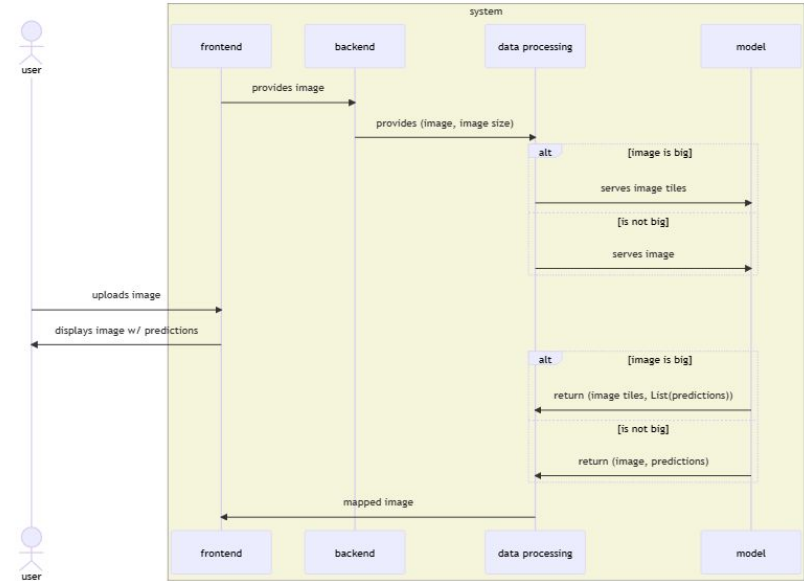 system
frontend
backend
data processing
model
user
provides image
provides (image, image size)
alt
[image is big]
serves image tiles
[is not big]
serves image
uploads image
displays image w/ predictions
alt
[image is big]
return (image tiles, List(predictions))
[is not big]
return (image, predictions)
mapped image
frontend
backend
data processing
model
user